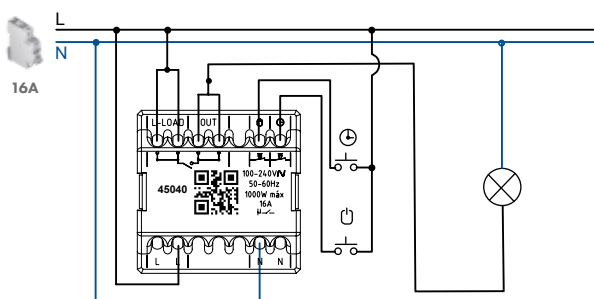 L
N
16A
L-LOAD OUT
45040
100-240V
50-60Hz
1000W máx
16A
μ
L L N N